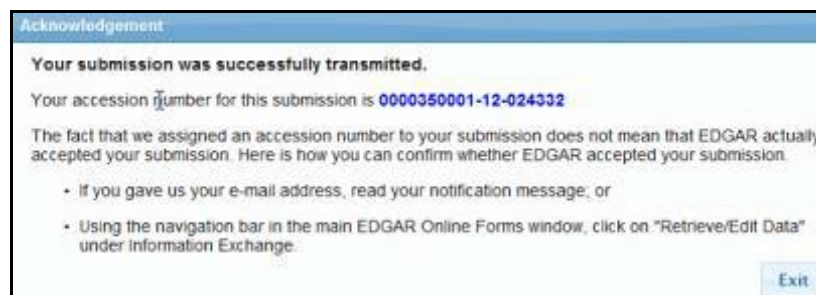 Acknowledgement
Your submission was successfully transmitted.
Your accession number for this submission is 0000350001-12-024332
The fact that we assigned an accession number to your submission does not mean that EDGAR actually
accepted your submission. Here is how you can confirm whether EDGAR accepted your submission.
• If you gave us your e-mail address, read your notification message; or
• Using the navigation bar in the main EDGAR Online Forms window, click on "Retrieve/Edit Data"
under Information Exchange.
Exit